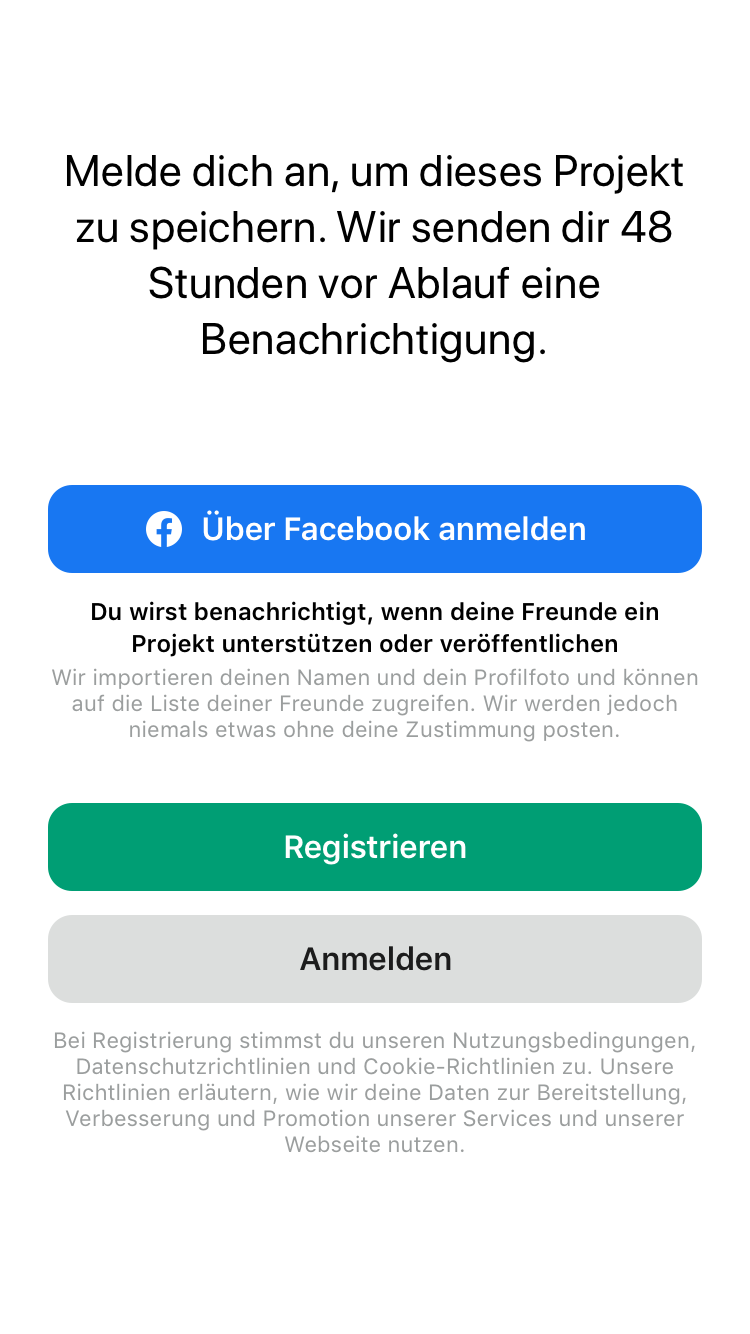 Melde dich an, um dieses Projekt
zu speichern. Wir senden dir 48
Stunden vor Ablauf eine
Benachrichtigung.
Über Facebook anmelden
Du wirst benachrichtigt, wenn deine Freunde ein
Projekt unterstützen oder veröffentlichen
Wir importieren deinen Namen und dein Profilfoto und können
auf die Liste deiner Freunde zugreifen. Wir werden jedoch
niemals etwas ohne deine Zustimmung posten.
Registrieren
Anmelden
Bei Registrierung stimmst du unseren Nutzungsbedingungen,
Datenschutzrichtlinien und Cookie-Richtlinien zu. Unsere
Richtlinien erläutern, wie wir deine Daten zur Bereitstellung,
Verbesserung und Promotion unserer Services und unserer
Webseite nutzen.